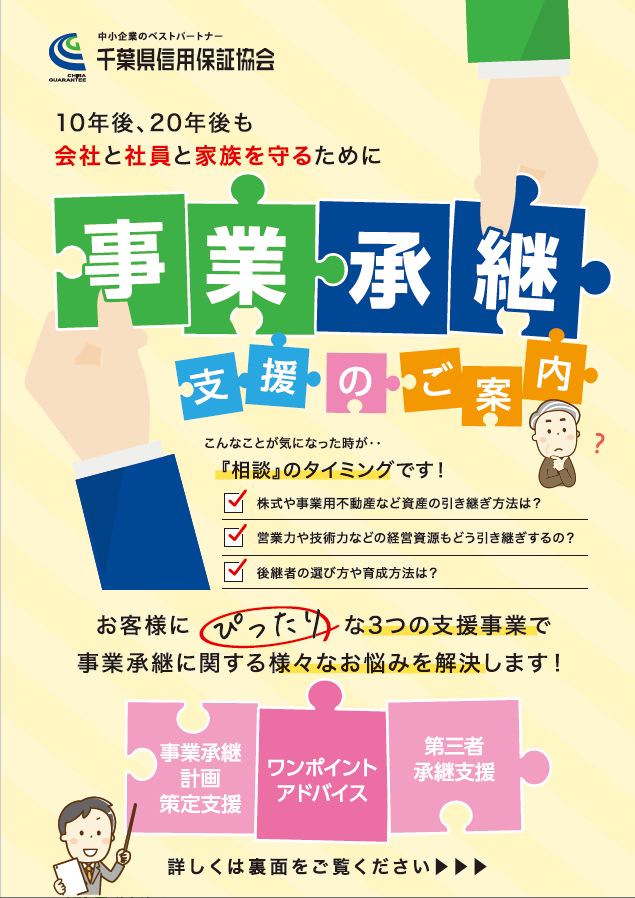 中小企業のベストパートナー
千葉県信用保証協会
CHIBA
GUARANTEE
10年後、20年後も
会社と社員と家族を守るために
事業承継
支援のご案内
こんなことが気になった時が‥
『相談』のタイミングです！
株式や事業用不動産など資産の引き継ぎ方法は？
営業力や技術力などの経営資源もどう引き継ぎするの？
後継者の選び方や育成方法は？
?
お客様に ぴったり な3つの支援事業で
事業承継に関する様々なお悩みを解決します！
事業承継
計画
策定支援
ワンポイント
アドバイス
第三者
承継支援
詳しくは裏面をご覧ください▶▶▶